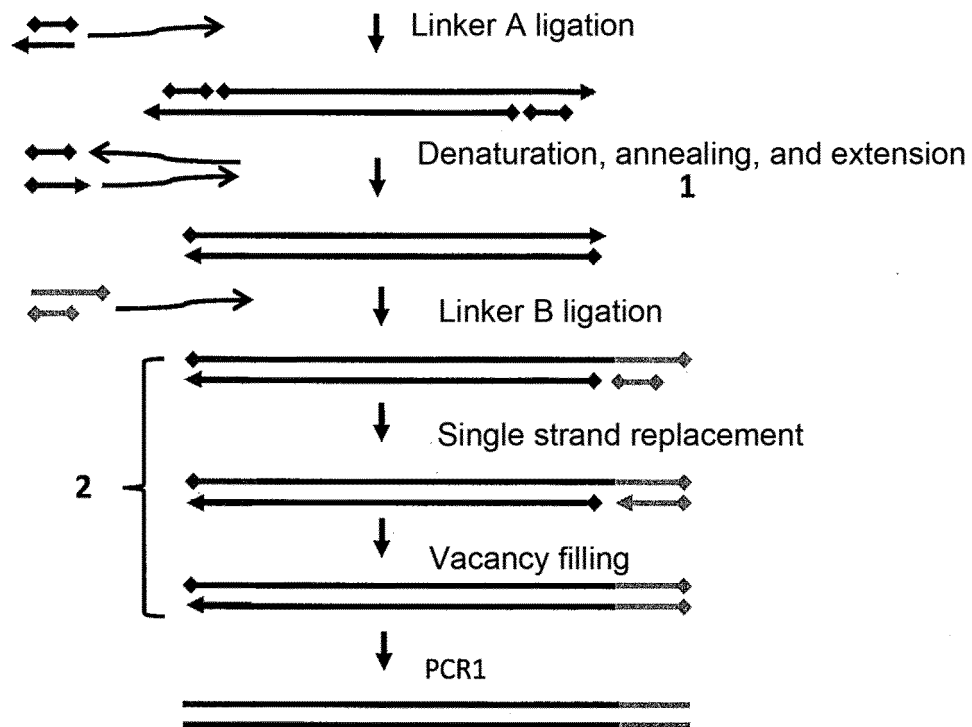 Linker A ligation
Denaturation, annealing, and extension
1
Linker B ligation
Single strand replacement
2
Vacancy filling
PCR1